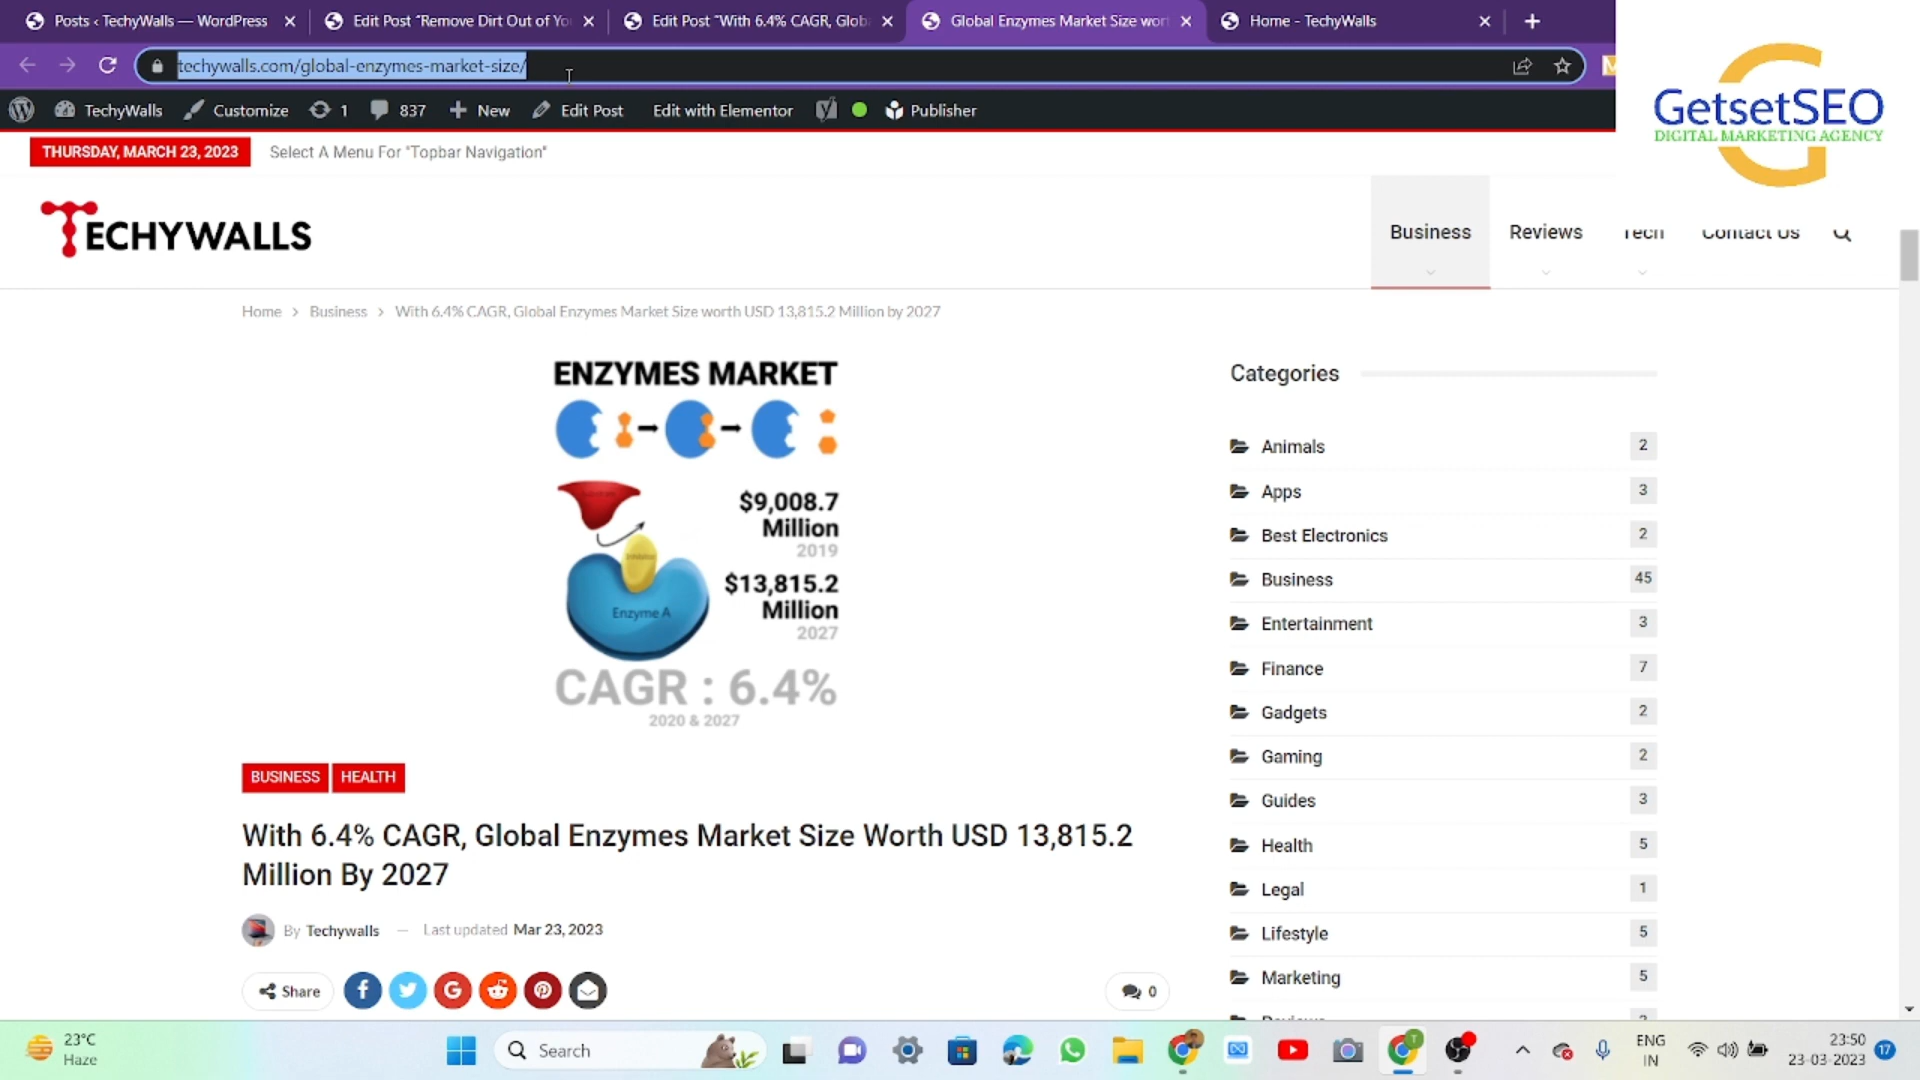 Posts ‹ TechyWalls — WordPress
Edit Post "Remove Dirt Out of Yo
Edit Post "With 6.4% CAGR, Glob
Global Enzymes Market Size wor
Home - TechyWalls
techywalls.com/global-enzymes-market-size/
TechyWalls
Customize
1
837
New
Edit Post
Edit with Elementor
Publisher
GetsetSEO
DIGITAL MARKETING AGENCY
THURSDAY, MARCH 23, 2023
Select A Menu For "Topbar Navigation"
TECHYWALLS
Business
Reviews
Tech
Contact Us
Home > Business > With 6.4% CAGR, Global Enzymes Market Size worth USD 13,815.2 Million by 2027
ENZYMES MARKET
$9,008.7
Million
2019
$13,815.2
Million
2027
Enzyme A
CAGR : 6.4%
2020 & 2027
BUSINESS
HEALTH
With 6.4% CAGR, Global Enzymes Market Size Worth USD 13,815.2
Million By 2027
By Techywalls — Last updated Mar 23, 2023
Share
0
Categories
Animals 2
Apps 3
Best Electronics 2
Business 45
Entertainment 3
Finance 7
Gadgets 2
Gaming 2
Guides 3
Health 5
Legal 1
Lifestyle 5
Marketing 5
23°C
Haze
Search
ENG
IN
23:50
23-03-2023
17